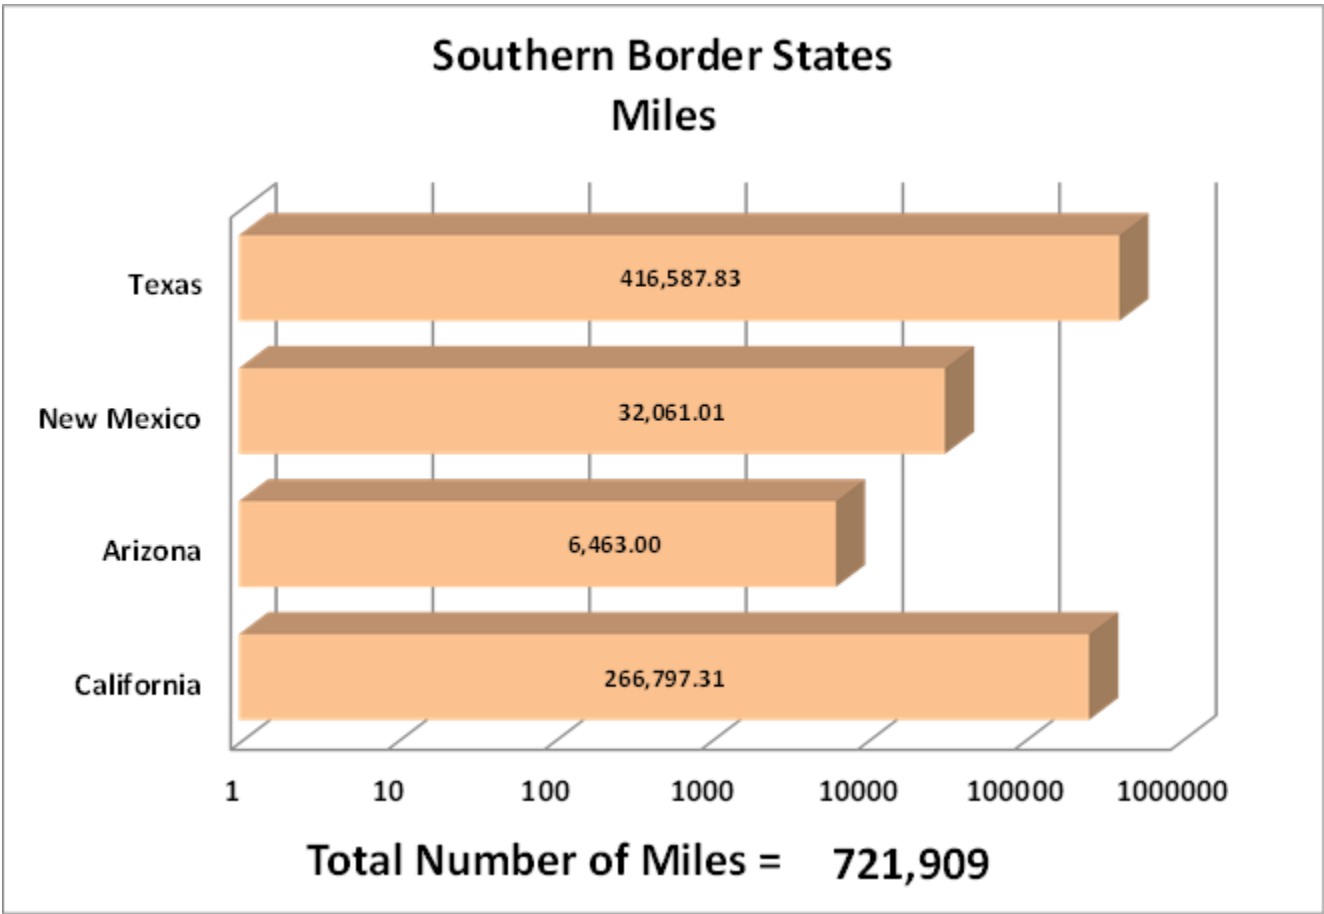 Southern Border States
Miles
Texas
416,587.83
New Mexico
32,061.01
Arizona
6,463.00
California
266,797.31
1 10 100 1000 10000 100000 1000000
Total Number of Miles = 721,909